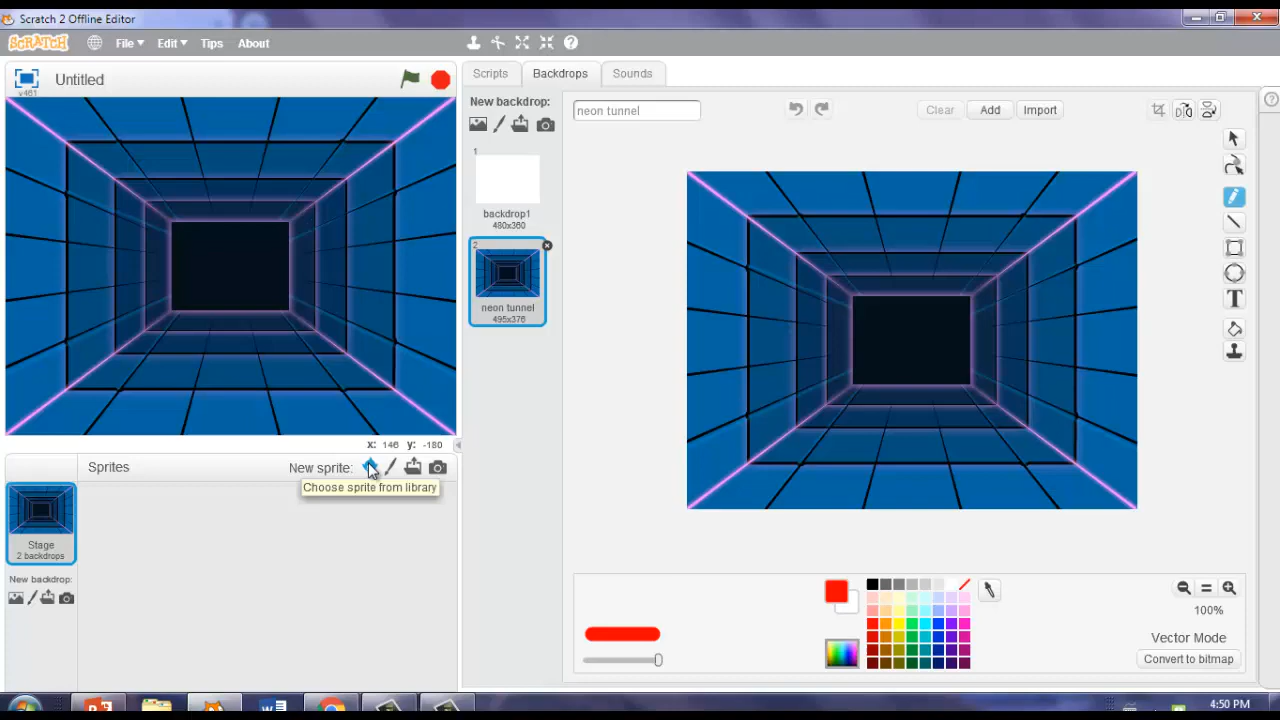 Scratch 2 Offline Editor
SCRATCH
File Edit Tips About
Untitled
v461
Scripts Backdrops Sounds
New backdrop:
1
backdrop1
480x360
2
neon tunnel
495x376
neon tunnel
Clear Add Import
T
x: 146 y: -180
Sprites
New sprite:
Choose sprite from library
Stage
2 backdrops
New backdrop:
100%
Vector Mode
Convert to bitmap
4:50 PM